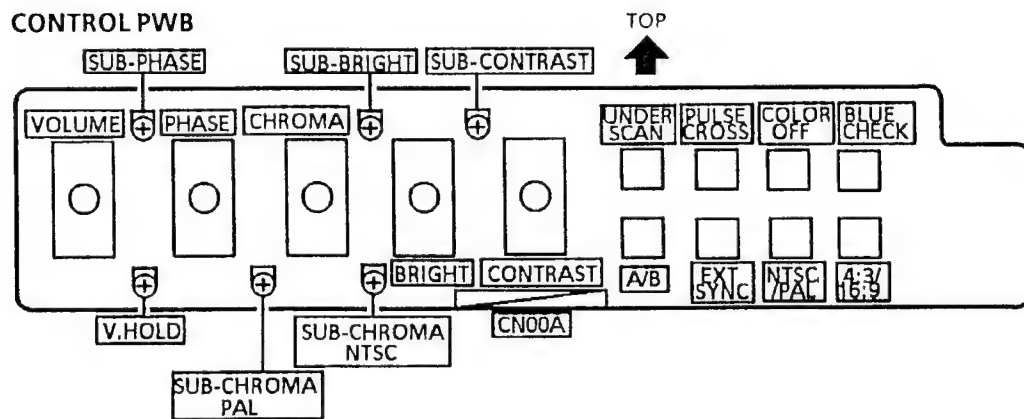 CONTROL PWB
TOP
SUB-PHASE
SUB-BRIGHT
SUB-CONTRAST
VOLUME
PHASE
CHROMA
UNDER
SCAN
PULSE
CROSS
COLOR
OFF
BLUE
CHECK
BRIGHT
CONTRAST
A/B
EXT
SYNC
NTSC
/PAL
4:3/
16:9
V.HOLD
SUB-CHROMA
NTSC
CN00A
SUB-CHROMA
PAL